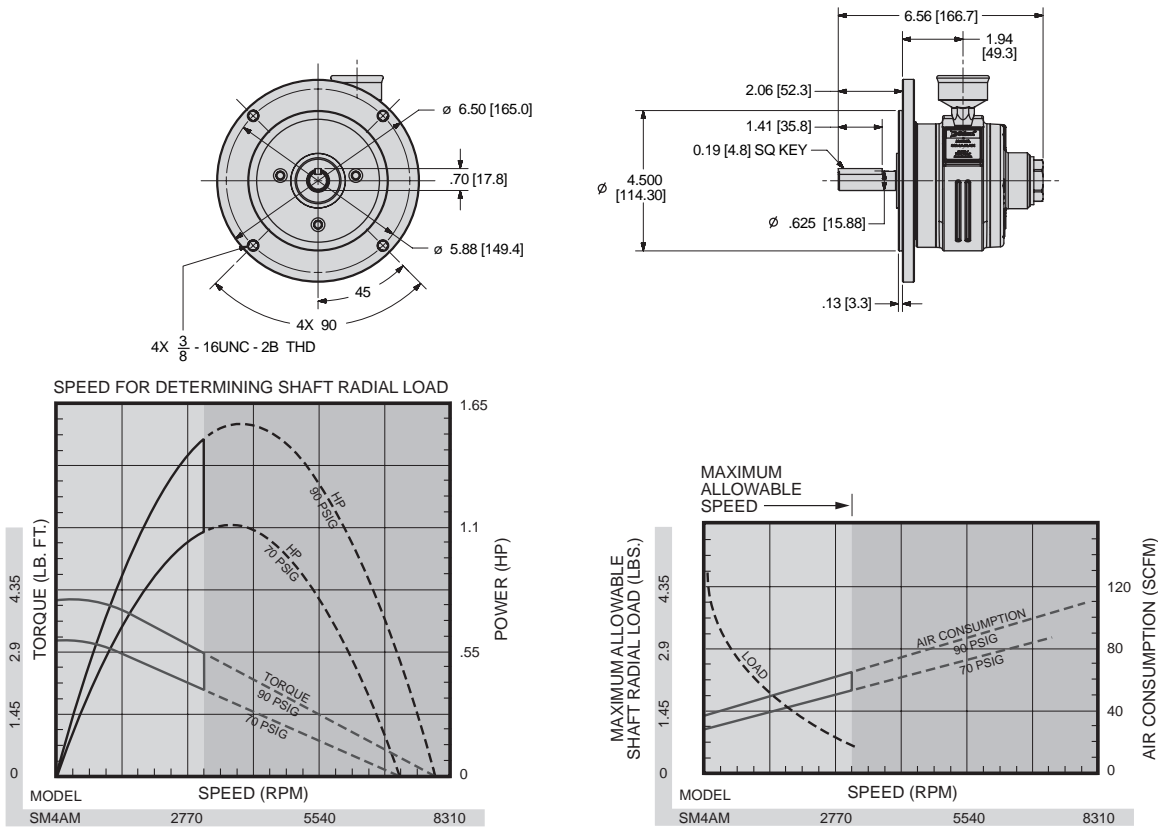 6.56 [166.7]
1.94
[49.3]
2.06 [52.3]
1.41 [35.8]
0.19 [4.8] SQ KEY
⌀ 4.500
[114.30]
⌀ .625 [15.88]
.13 [3.3]
⌀ 6.50 [165.0]
.70 [17.8]
⌀ 5.88 [149.4]
45
4X 90
4X 3/8 - 16UNC - 2B THD
SPEED FOR DETERMINING SHAFT RADIAL LOAD
1.65
1.1
.55
0
POWER (HP)
HP
90 PSIG
HP
70 PSIG
TORQUE
90 PSIG
70 PSIG
TORQUE (LB. FT.)
4.35
2.9
1.45
0
SPEED (RPM)
MODEL
SM4AM 2770 5540 8310
MAXIMUM
ALLOWABLE
SPEED
MAXIMUM ALLOWABLE
SHAFT RADIAL LOAD (LBS.)
4.35
2.9
1.45
0
LOAD
AIR CONSUMPTION
90 PSIG
70 PSIG
120
80
40
0
AIR CONSUMPTION (SCFM)
SPEED (RPM)
MODEL
SM4AM 2770 5540 8310